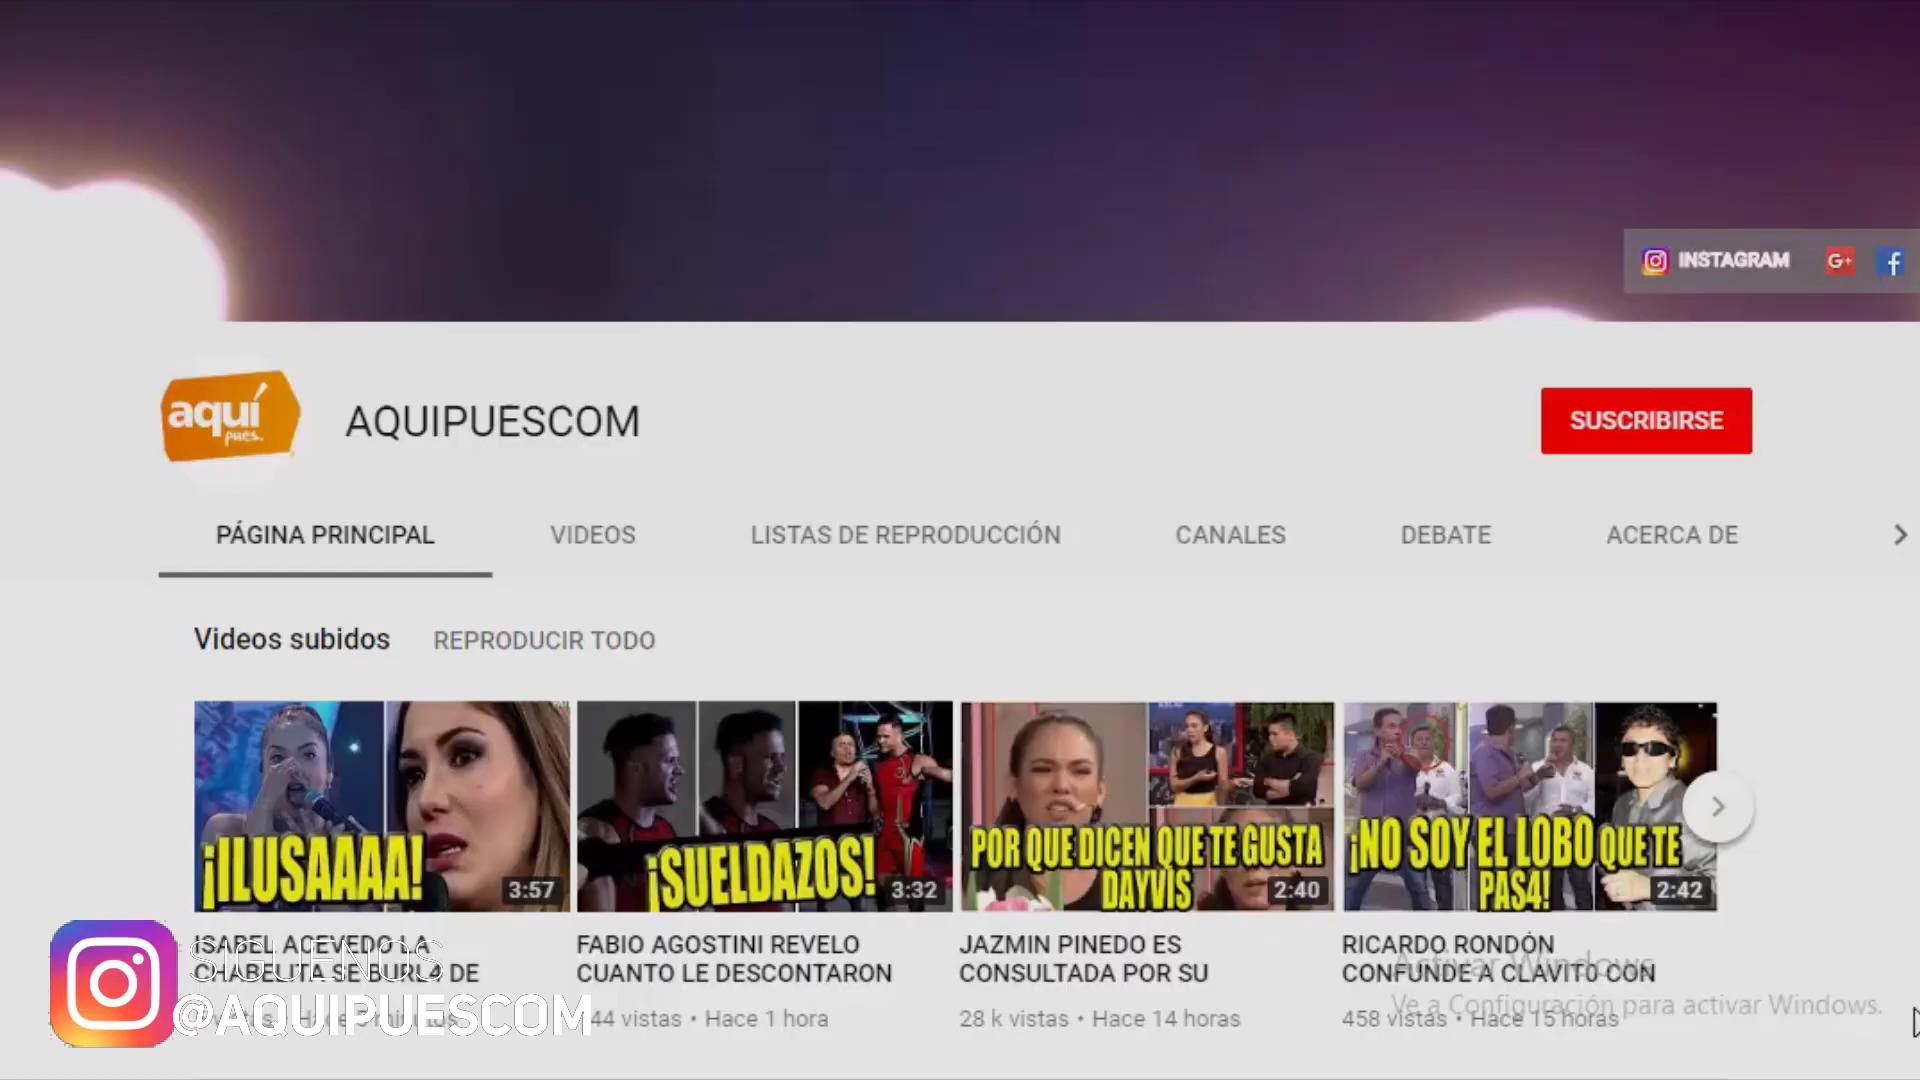 INSTAGRAM
G+
f
aquí
pues.
AQUIPUESCOM
SUSCRIBIRSE
PÁGINA PRINCIPAL
VIDEOS
LISTAS DE REPRODUCCIÓN
CANALES
DEBATE
ACERCA DE
Videos subidos
REPRODUCIR TODO
¡ILUSAAAA!
3:57
¡SUELDAZOS!
3:32
POR QUE DICEN QUE TE GUSTA
DAYVIS
2:40
¡NO SOY EL LOBO QUE TE
PAS4!
2:42
ISABEL ACEVEDO LA
CHABELITA SE BURL4 DE
FABIO AGOSTINI REVELO
CUANTO LE DESCONTARON
44 vistas • Hace 1 hora
JAZMIN PINEDO ES
CONSULTADA POR SU
28 k vistas • Hace 14 horas
RICARDO RONDÓN
CONFUNDE A CLAVIT0 CON
458 vistas • Hace 15 horas
SIGUENOS
@AQUIPUESCOM
Activar Windows
Ve a Configuración para activar Windows.